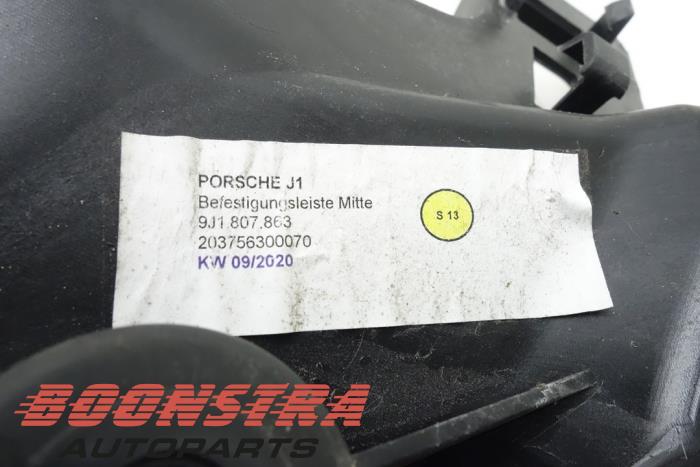 PORSCHE J1
Befestigungsleiste Mitte
9J1.807.863
203756300070
KW 09/2020
S 13
BOONSTRA
AUTOPARTS